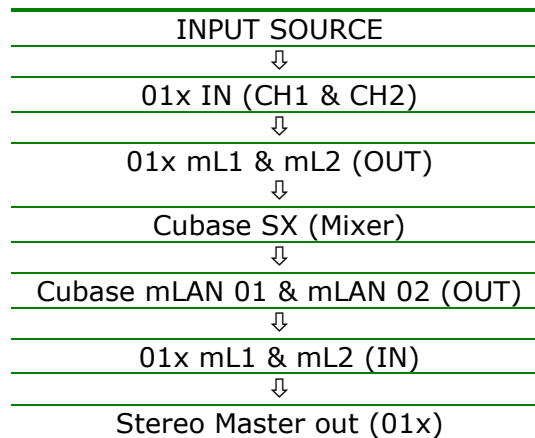 INPUT SOURCE
⇩
01x IN (CH1 & CH2)
⇩
01x mL1 & mL2 (OUT)
⇩
Cubase SX (Mixer)
⇩
Cubase mLAN 01 & mLAN 02 (OUT)
⇩
01x mL1 & mL2 (IN)
⇩
Stereo Master out (01x)